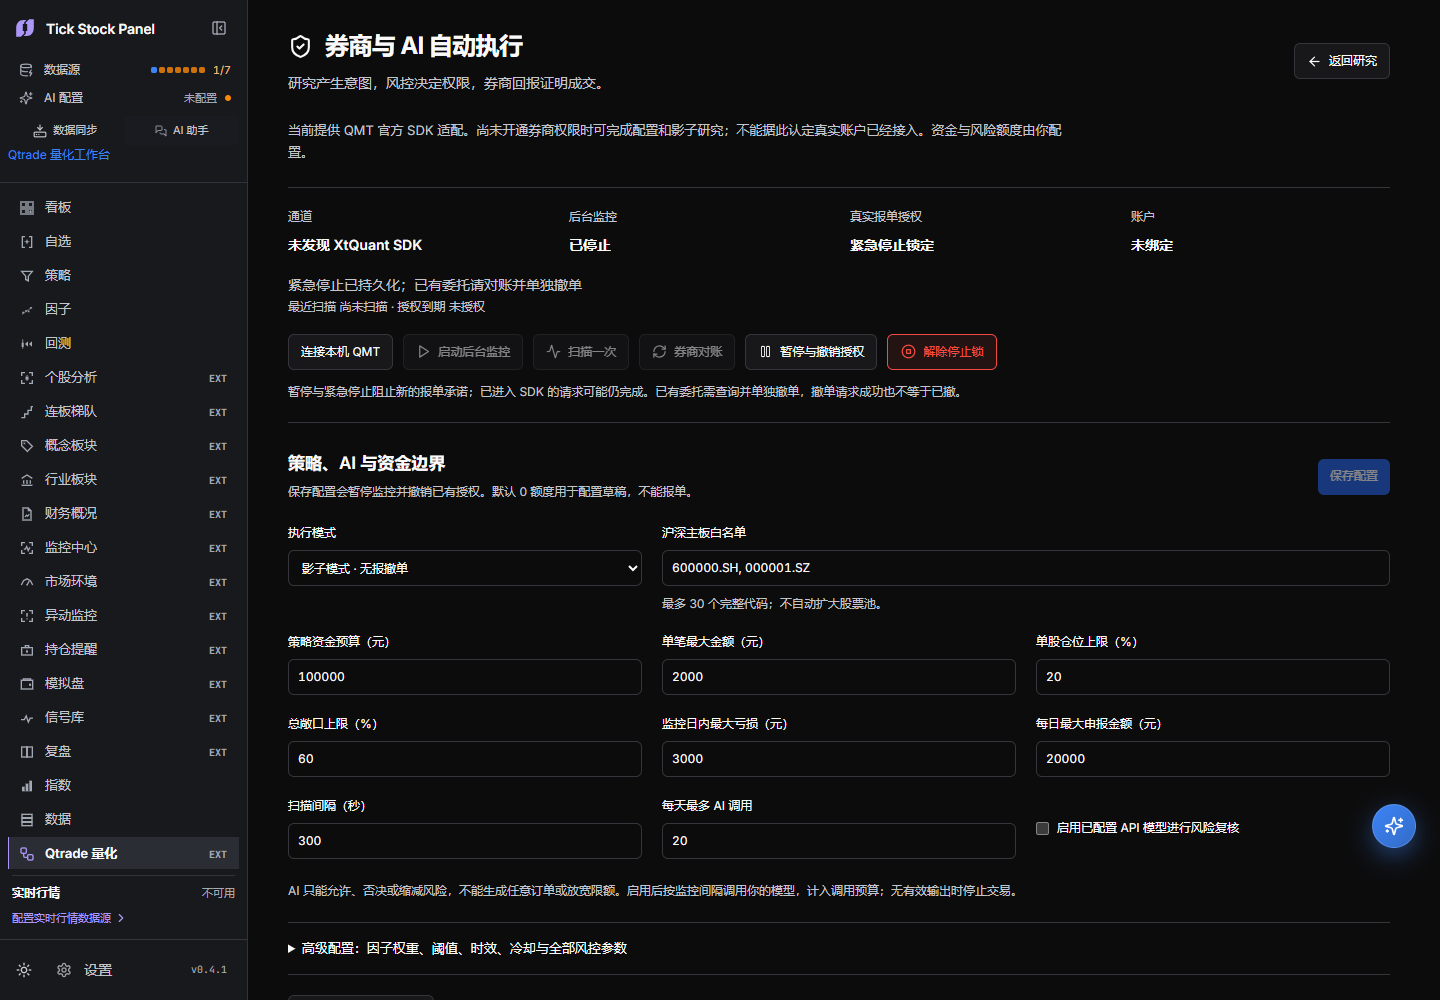 Tick Stock Panel
数据源 1/7
AI 配置 未配置
数据同步 AI 助手
Qtrade 量化工作台
看板
自选
策略
因子
回测
个股分析 EXT
连板梯队 EXT
概念板块 EXT
行业板块 EXT
财务概况 EXT
监控中心 EXT
市场环境 EXT
异动监控 EXT
持仓提醒 EXT
模拟盘 EXT
信号库 EXT
复盘 EXT
指数
数据
Qtrade 量化 EXT
实时行情 不可用
配置实时行情数据源
设置 v0.4.1
券商与 AI 自动执行
返回研究
研究产生意图，风控决定权限，券商回报证明成交。
当前提供 QMT 官方 SDK 适配。尚未开通券商权限时可完成配置和影子研究；不能据此认定真实账户已经接入。资金与风险额度由你配
置。
通道 后台监控 真实报单授权 账户
未发现 XtQuant SDK 已停止 紧急停止锁定 未绑定
紧急停止已持久化；已有委托请对账并单独撤单
最近扫描 尚未扫描 · 授权到期 未授权
连接本机 QMT 启动后台监控 扫描一次 券商对账 暂停与撤销授权 解除停止锁
暂停与紧急停止阻止新的报单承诺；已进入 SDK 的请求可能仍完成。已有委托需查询并单独撤单，撤单请求成功也不等于已撤。
策略、AI 与资金边界
保存配置
保存配置会暂停监控并撤销已有授权。默认 0 额度用于配置草稿，不能报单。
执行模式 沪深主板白名单
影子模式 · 无报撤单 600000.SH, 000001.SZ
最多 30 个完整代码；不自动扩大股票池。
策略资金预算（元） 单笔最大金额（元） 单股仓位上限（%）
100000 2000 20
总敞口上限（%） 监控日内最大亏损（元） 每日最大申报金额（元）
60 3000 20000
扫描间隔（秒） 每天最多 AI 调用
300 20 启用已配置 API 模型进行风险复核
AI 只能允许、否决或缩减风险，不能生成任意订单或放宽限额。启用后按监控间隔调用你的模型，计入调用预算；无有效输出时停止交易。
高级配置：因子权重、阈值、时效、冷却与全部风控参数